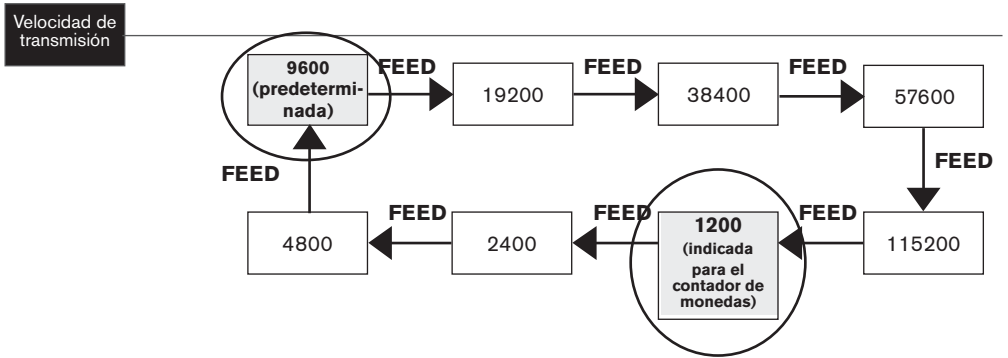 Velocidad de
transmisión
9600
(predetermi-
nada)
FEED
19200
FEED
38400
FEED
57600
FEED
115200
FEED
1200
(indicada
para el
contador de
monedas)
FEED
2400
FEED
4800
FEED